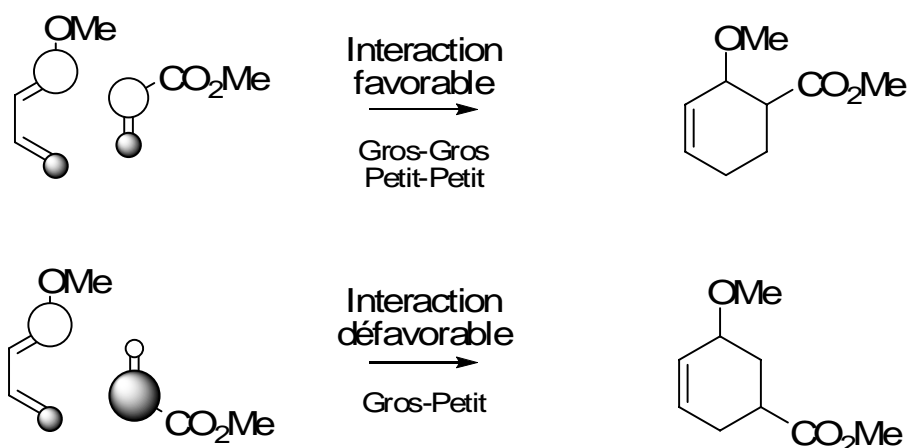 OMe
CO2Me
Interaction
favorable
Gros-Gros
Petit-Petit
OMe
CO2Me
OMe
CO2Me
Interaction
défavorable
Gros-Petit
OMe
CO2Me